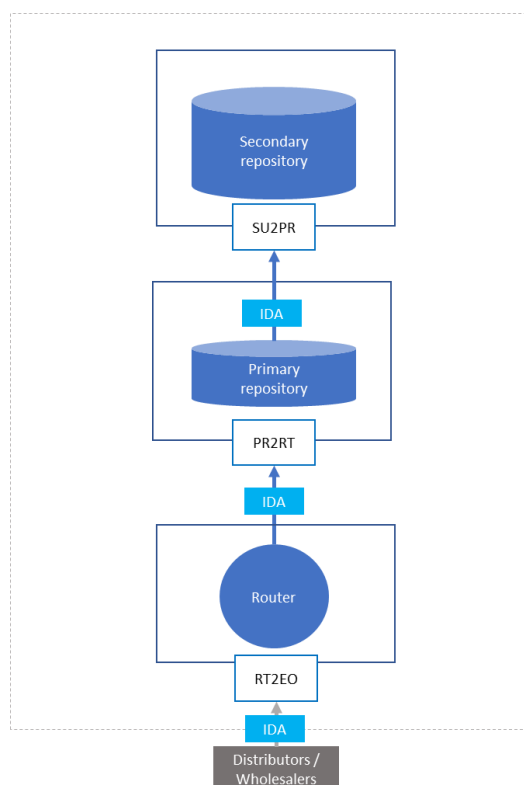 Secondary
repository
SU2PR
IDA
Primary
repository
PR2RT
IDA
Router
RT2EO
IDA
Distributors /
Wholesalers